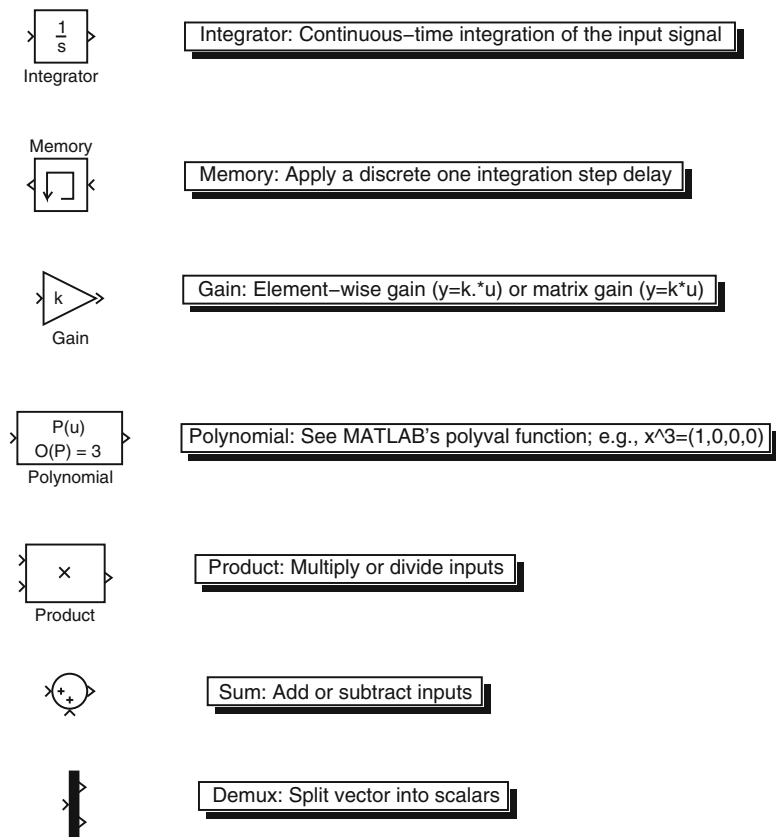 1
s
Integrator
Integrator: Continuous−time integration of the input signal
Memory
Memory: Apply a discrete one integration step delay
k
Gain
Gain: Element−wise gain (y=k.*u) or matrix gain (y=k*u)
P(u)
O(P) = 3
Polynomial
Polynomial: See MATLAB's polyval function; e.g., x^3=(1,0,0,0)
×
Product
Product: Multiply or divide inputs
+
+
Sum: Add or subtract inputs
Demux: Split vector into scalars